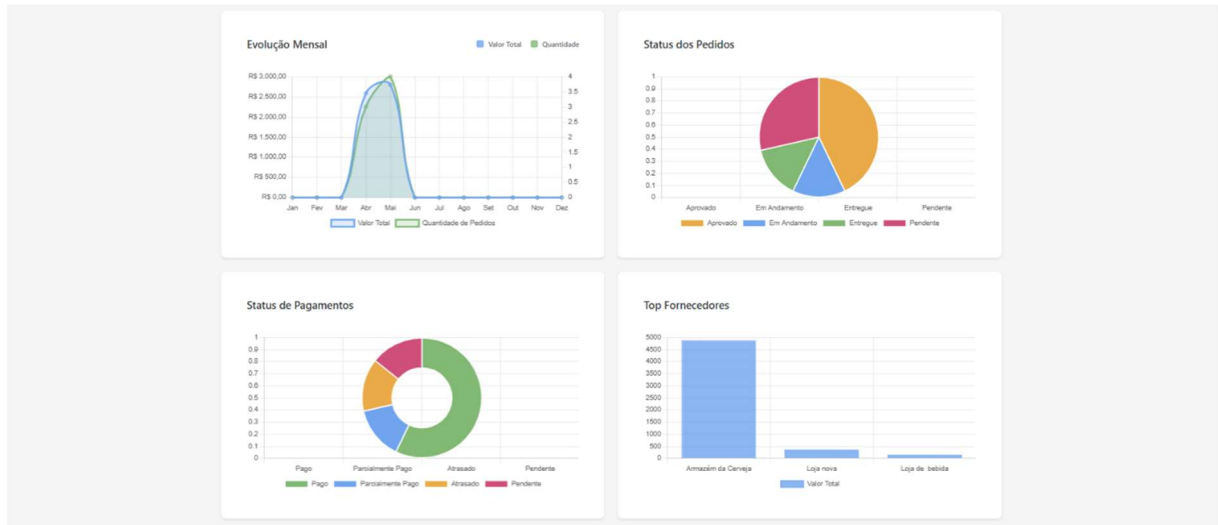 Evolução Mensal
Valor Total Quantidade
R$ 3.000,00 4
R$ 2.500,00 3.5
R$ 2.000,00 3
R$ 1.500,00 2.5
R$ 1.000,00 2
R$ 500,00 1.5
R$ 0,00 1
0.5
0
Jan Fev Mar Abr Mai Jun Jul Ago Set Out Nov Dez
Valor Total Quantidade de Pedidos
Status dos Pedidos
1
0.9
0.8
0.7
0.6
0.5
0.4
0.3
0.2
0.1
0
Aprovado Em Andamento Entregue Pendente
Aprovado Em Andamento Entregue Pendente
Status de Pagamentos
1
0.9
0.8
0.7
0.6
0.5
0.4
0.3
0.2
0.1
0
Pago Parcialmente Pago Atrasado Pendente
Pago Parcialmente Pago Atrasado Pendente
Top Fornecedores
5000
4500
4000
3500
3000
2500
2000
1500
1000
500
0
Armazém da Cerveja Loja nova Loja de bebida
Valor Total